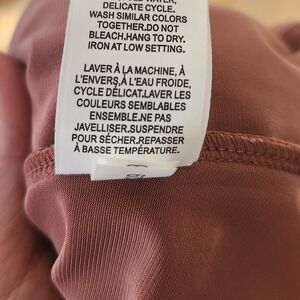 DELICATE CYCLE.
WASH SIMILAR COLORS
TOGETHER.DO NOT
BLEACH.HANG TO DRY.
IRON AT LOW SETTING.
LAVER À LA MACHINE, À
L'ENVERS,À L'EAU FROIDE,
CYCLE DÉLICAT.LAVER LES
COULEURS SEMBLABLES
ENSEMBLE.NE PAS
JAVELLISER.SUSPENDRE
POUR SÉCHER.REPASSER
À BASSE TEMPÉRATURE.